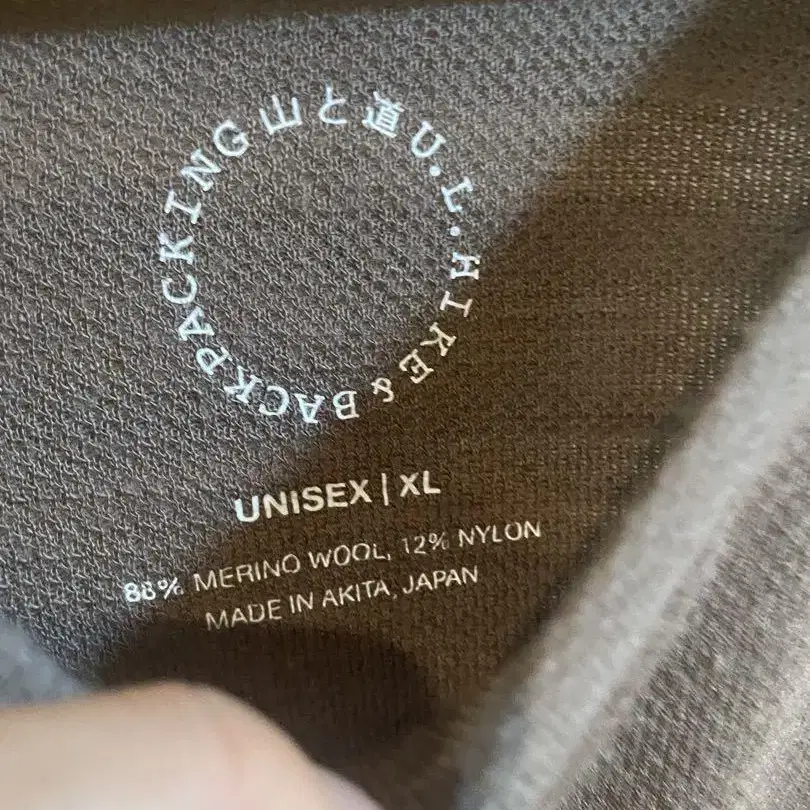 山と道 U.L. HIKE & BACKPACKING
UNISEX | XL
88% MERINO WOOL, 12% NYLON
MADE IN AKITA, JAPAN